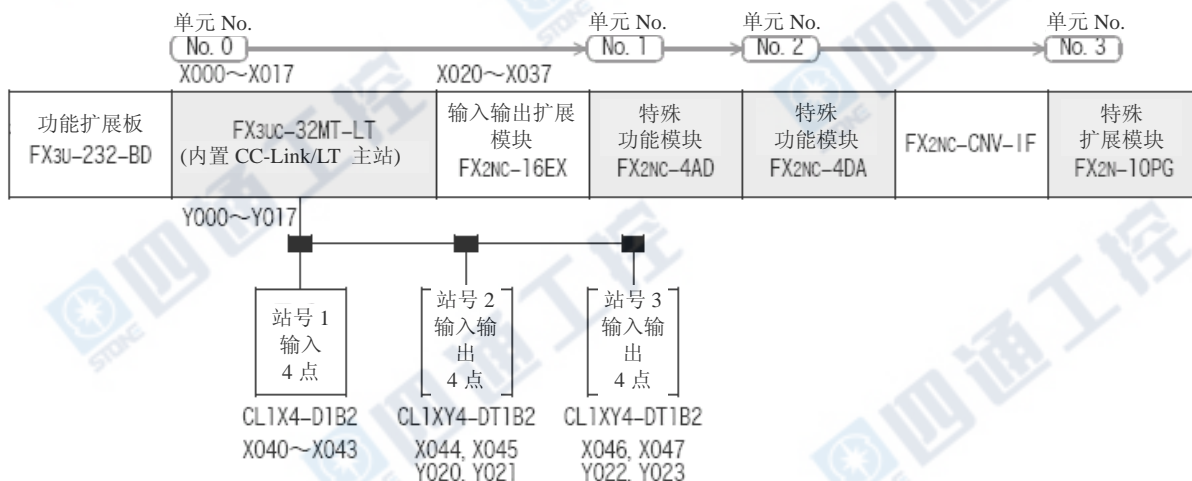 单元 No.
单元 No.
单元 No.
单元 No.
No. 0
No. 1
No. 2
No. 3
X000～X017
X020～X037
功能扩展板
FX3U-232-BD
FX3UC-32MT-LT
(内置 CC-Link/LT 主站)
输入输出扩展
模块
FX2NC-16EX
特殊
功能模块
FX2NC-4AD
特殊
功能模块
FX2NC-4DA
FX2NC-CNV-IF
特殊
扩展模块
FX2N-10PG
Y000～Y017
站号 1
输入
4 点
站号 2
输入输
出
4 点
站号 3
输入输
出
4 点
CL1X4-D1B2
X040～X043
CL1XY4-DT1B2
X044, X045
Y020, Y021
CL1XY4-DT1B2
X046, X047
Y022, Y023
四通工控
STONE